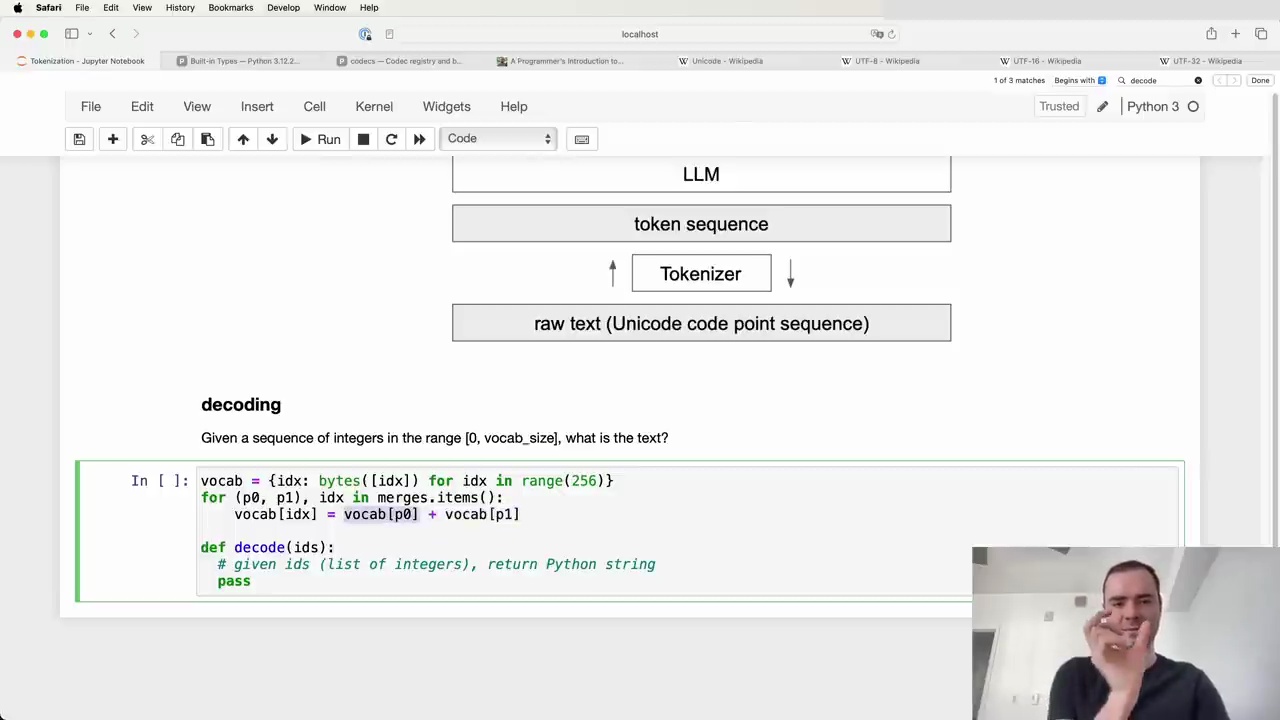 Safari File Edit View History Bookmarks Develop Window Help
localhost
Tokenization - Jupyter Notebook
Built-in Types — Python 3.12.2...
codecs — Codec registry and b...
A Programmer's Introduction to...
Unicode - Wikipedia
UTF-8 - Wikipedia
UTF-16 - Wikipedia
UTF-32 - Wikipedia
1 of 3 matches Begins with decode Done
File Edit View Insert Cell Kernel Widgets Help Trusted Python 3
Run Code
LLM
token sequence
Tokenizer
raw text (Unicode code point sequence)
decoding
Given a sequence of integers in the range [0, vocab_size], what is the text?
In [ ]: vocab = {idx: bytes([idx]) for idx in range(256)}
for (p0, p1), idx in merges.items():
vocab[idx] = vocab[p0] + vocab[p1]
def decode(ids):
# given ids (list of integers), return Python string
pass